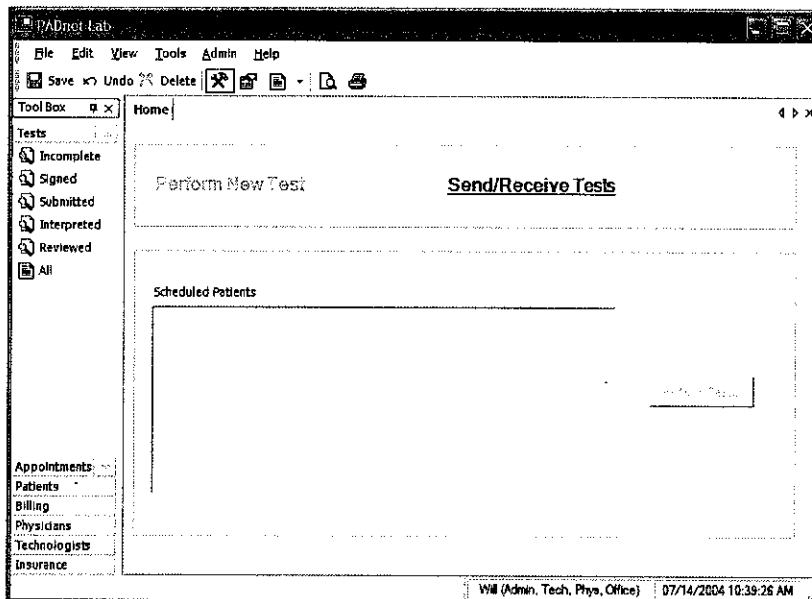 PADnet Lab
File Edit View Tools Admin Help
Save Undo Delete
Tool Box
Home
Tests
Incomplete
Signed
Submitted
Interpreted
Reviewed
All
Perform New Test
Send/Receive Tests
Scheduled Patients
Appointments
Patients
Billing
Physicians
Technologists
Insurance
Will (Admin, Tech, Phys, Office) 07/14/2004 10:39:26 AM